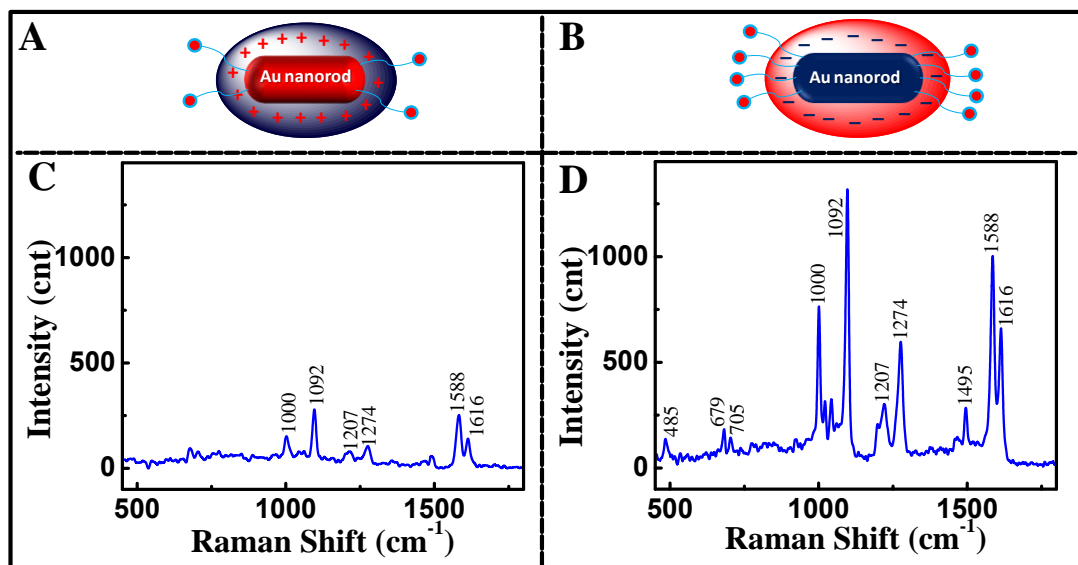 A
+ + + + + + + + + + + + + + + +
Au nanorod
B
− − − − − − − − − − − − − −
Au nanorod
C
Intensity (cnt)
1000
500
0
1000
1092
1207
1274
1588
1616
500
1000
1500
Raman Shift (cm⁻¹)
D
Intensity (cnt)
1000
500
0
485
679
705
1000
1092
1207
1274
1495
1588
1616
500
1000
1500
Raman Shift (cm⁻¹)